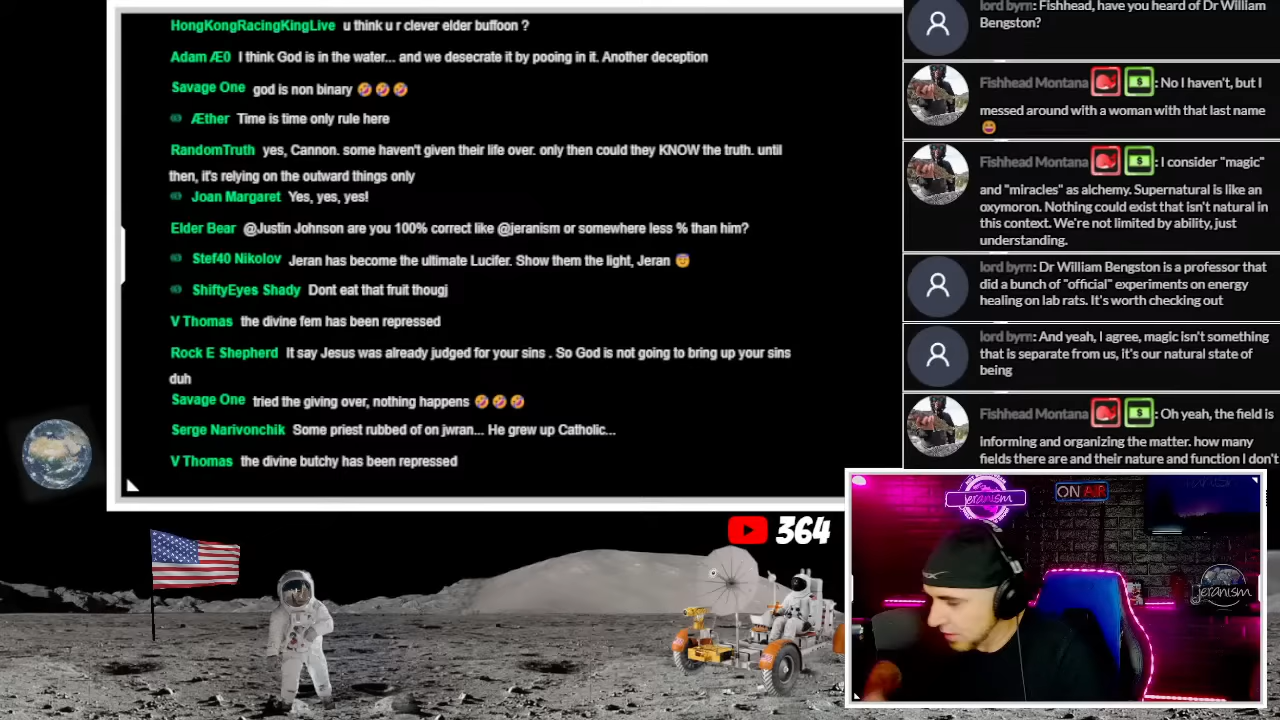 HongKongRacingKingLive u think u r clever elder buffoon ?
Adam Æ0 I think God is in the water... and we desecrate it by pooing in it. Another deception
Savage One god is non binary 🤣🤣🤣
Æther Time is time only rule here
RandomTruth yes, Cannon. some haven't given their life over. only then could they KNOW the truth. until
then, it's relying on the outward things only
Joan Margaret Yes, yes, yes!
Elder Bear @Justin Johnson are you 100% correct like @jeranism or somewhere less % than him?
Stef40 Nikolov Jeran has become the ultimate Lucifer. Show them the light, Jeran 😇
ShiftyEyes Shady Dont eat that fruit thougj
V Thomas the divine fem has been repressed
Rock E Shepherd It say Jesus was already judged for your sins . So God is not going to bring up your sins
duh
Savage One tried the giving over, nothing happens 🤣🤣🤣
Serge Narivonchik Some priest rubbed of on jwran... He grew up Catholic...
V Thomas the divine butchy has been repressed
lord byrn: Fishhead, have you heard of Dr William
Bengston?
Fishhead Montana: No I haven't, but I
messed around with a woman with that last name
😆
Fishhead Montana: I consider "magic"
and "miracles" as alchemy. Supernatural is like an
oxymoron. Nothing could exist that isn't natural in
this context. We're not limited by ability, just
understanding.
lord byrn: Dr William Bengston is a professor that
did a bunch of "official" experiments on energy
healing on lab rats. It's worth checking out
lord byrn: And yeah, I agree, magic isn't something
that is separate from us, it's our natural state of
being
Fishhead Montana: Oh yeah, the field is
informing and organizing the matter. how many
fields there are and their nature and function I don't
364
jeranism
ON AIR
jeranism